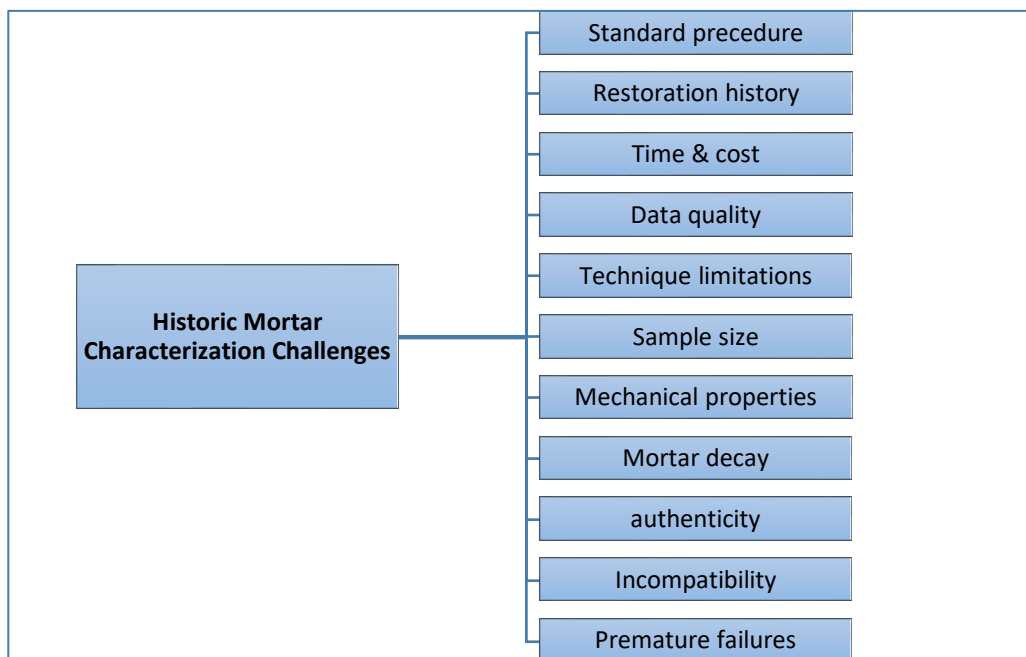 Standard precedure
Restoration history
Time & cost
Data quality
Technique limitations
Historic Mortar
Characterization Challenges
Sample size
Mechanical properties
Mortar decay
authenticity
Incompatibility
Premature failures